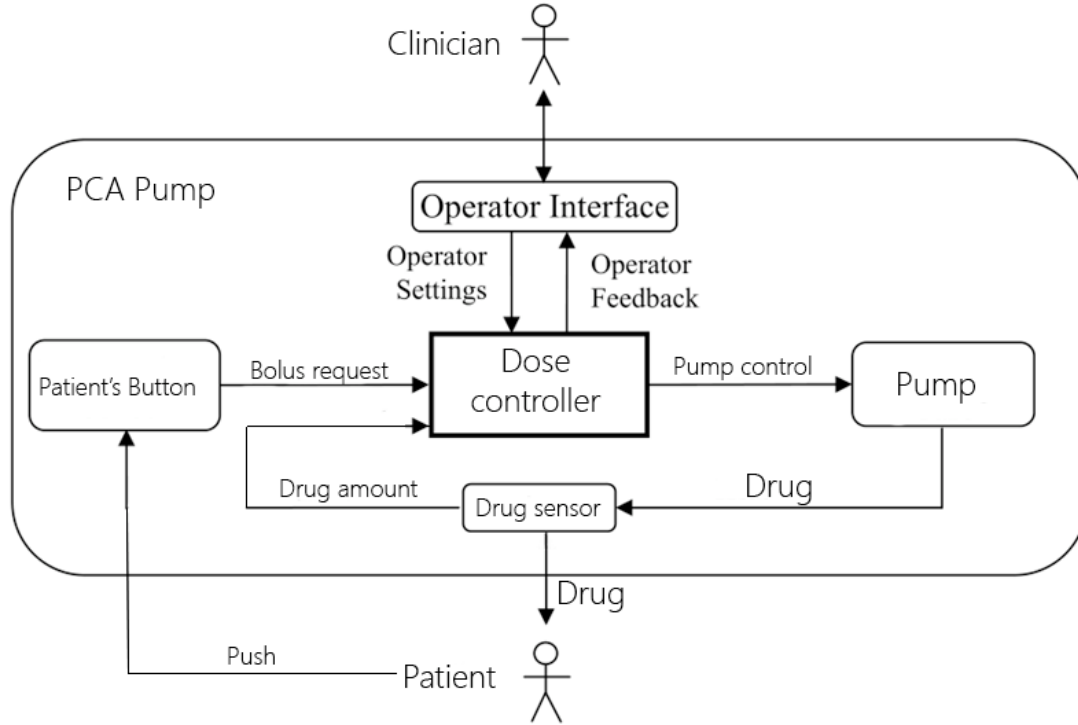 Clinician
PCA Pump
Operator Interface
Operator
Settings
Operator
Feedback
Patient's Button
Bolus request
Dose
controller
Pump control
Pump
Drug amount
Drug sensor
Drug
Drug
Push
Patient